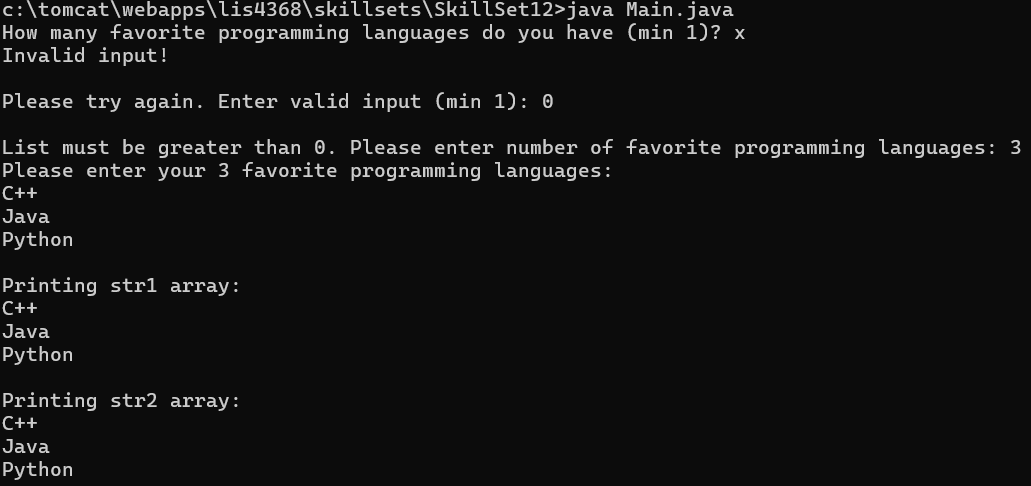 c:\tomcat\webapps\lis4368\skillsets\SkillSet12>java Main.java
How many favorite programming languages do you have (min 1)? x
Invalid input!
Please try again. Enter valid input (min 1): 0
List must be greater than 0. Please enter number of favorite programming languages: 3
Please enter your 3 favorite programming languages:
C++
Java
Python
Printing str1 array:
C++
Java
Python
Printing str2 array:
C++
Java
Python